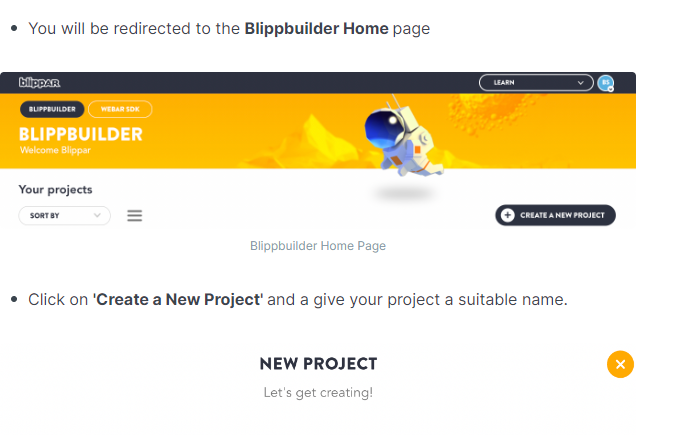 You will be redirected to the Blippbuilder Home page
blippar.
LEARN
BS
BLIPPBUILDER
WEBAR SDK
BLIPPBUILDER
Welcome Blippar
Your projects
SORT BY
CREATE A NEW PROJECT
Blippbuilder Home Page
Click on 'Create a New Project' and a give your project a suitable name.
NEW PROJECT
Let's get creating!